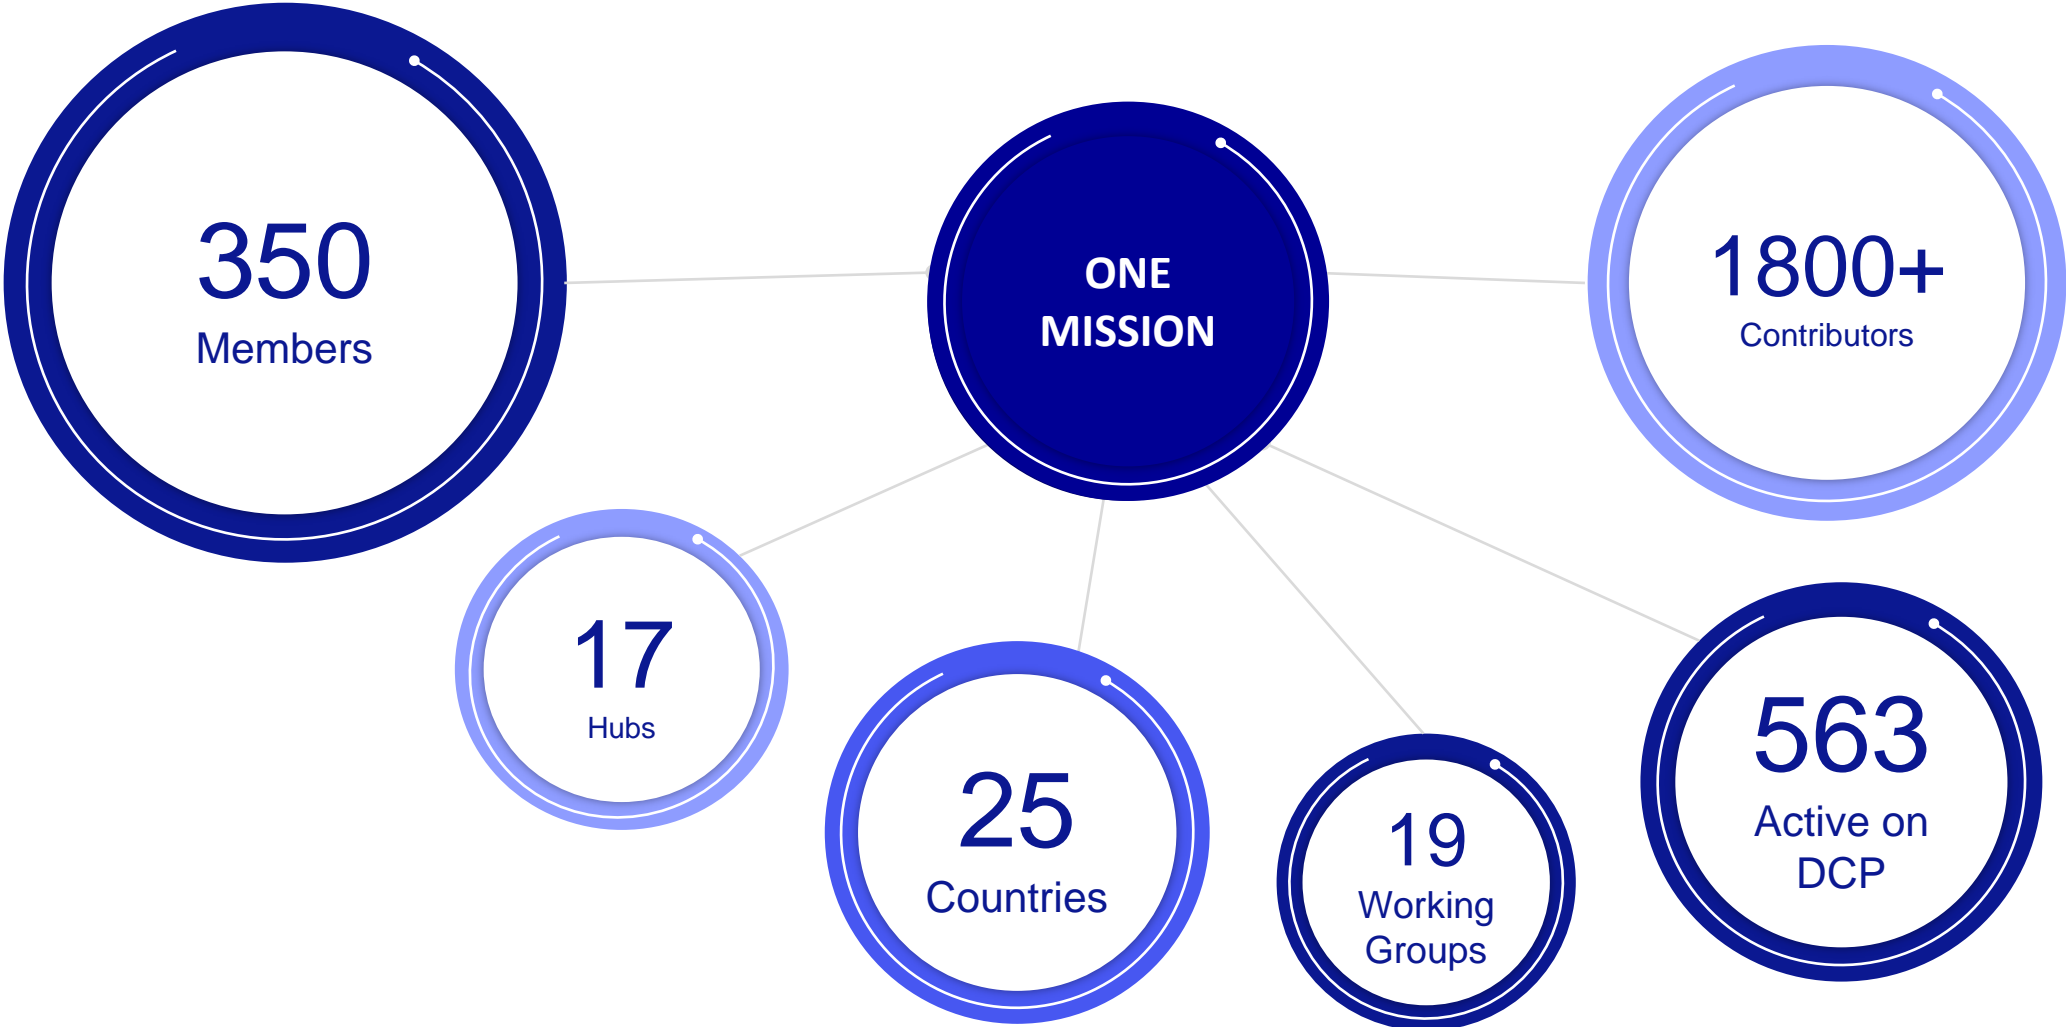 350
Members
ONE
MISSION
1800+
Contributors
17
Hubs
25
Countries
19
Working
Groups
563
Active on
DCP